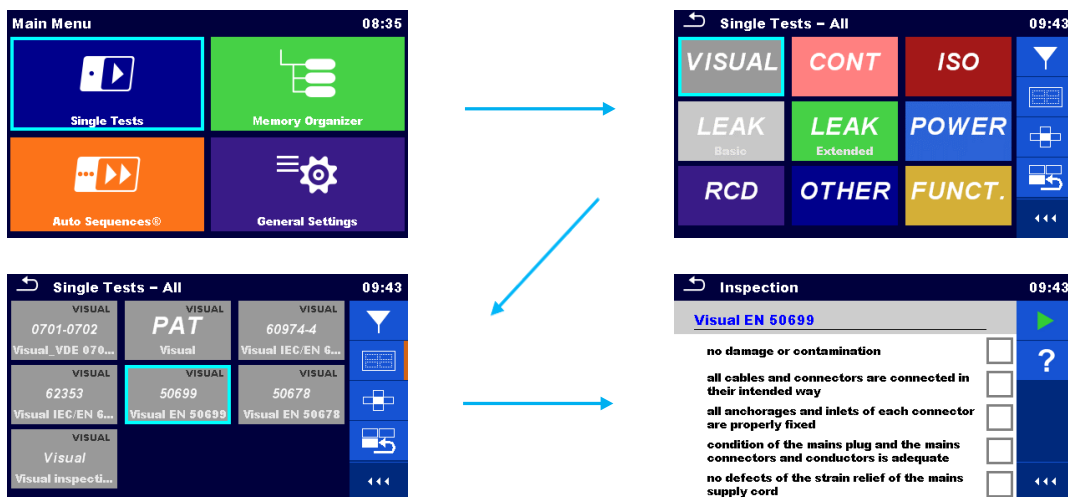 Main Menu 08:35
Single Tests
Memory Organizer
Auto Sequences®
General Settings
Single Tests – All 09:43
VISUAL
CONT
ISO
LEAK
Basic
LEAK
Extended
POWER
RCD
OTHER
FUNCT.
Single Tests – All 09:43
VISUAL
0701-0702
Visual_VDE 070...
VISUAL
PAT
Visual
VISUAL
60974-4
Visual IEC/EN 6...
VISUAL
62353
Visual IEC/EN 6...
VISUAL
50699
Visual EN 50699
VISUAL
50678
Visual EN 50678
VISUAL
Visual
Visual inspecti...
Inspection 09:43
Visual EN 50699
no damage or contamination
all cables and connectors are connected in
their intended way
all anchorages and inlets of each connector
are properly fixed
condition of the mains plug and the mains
connectors and conductors is adequate
no defects of the strain relief of the mains
supply cord
?